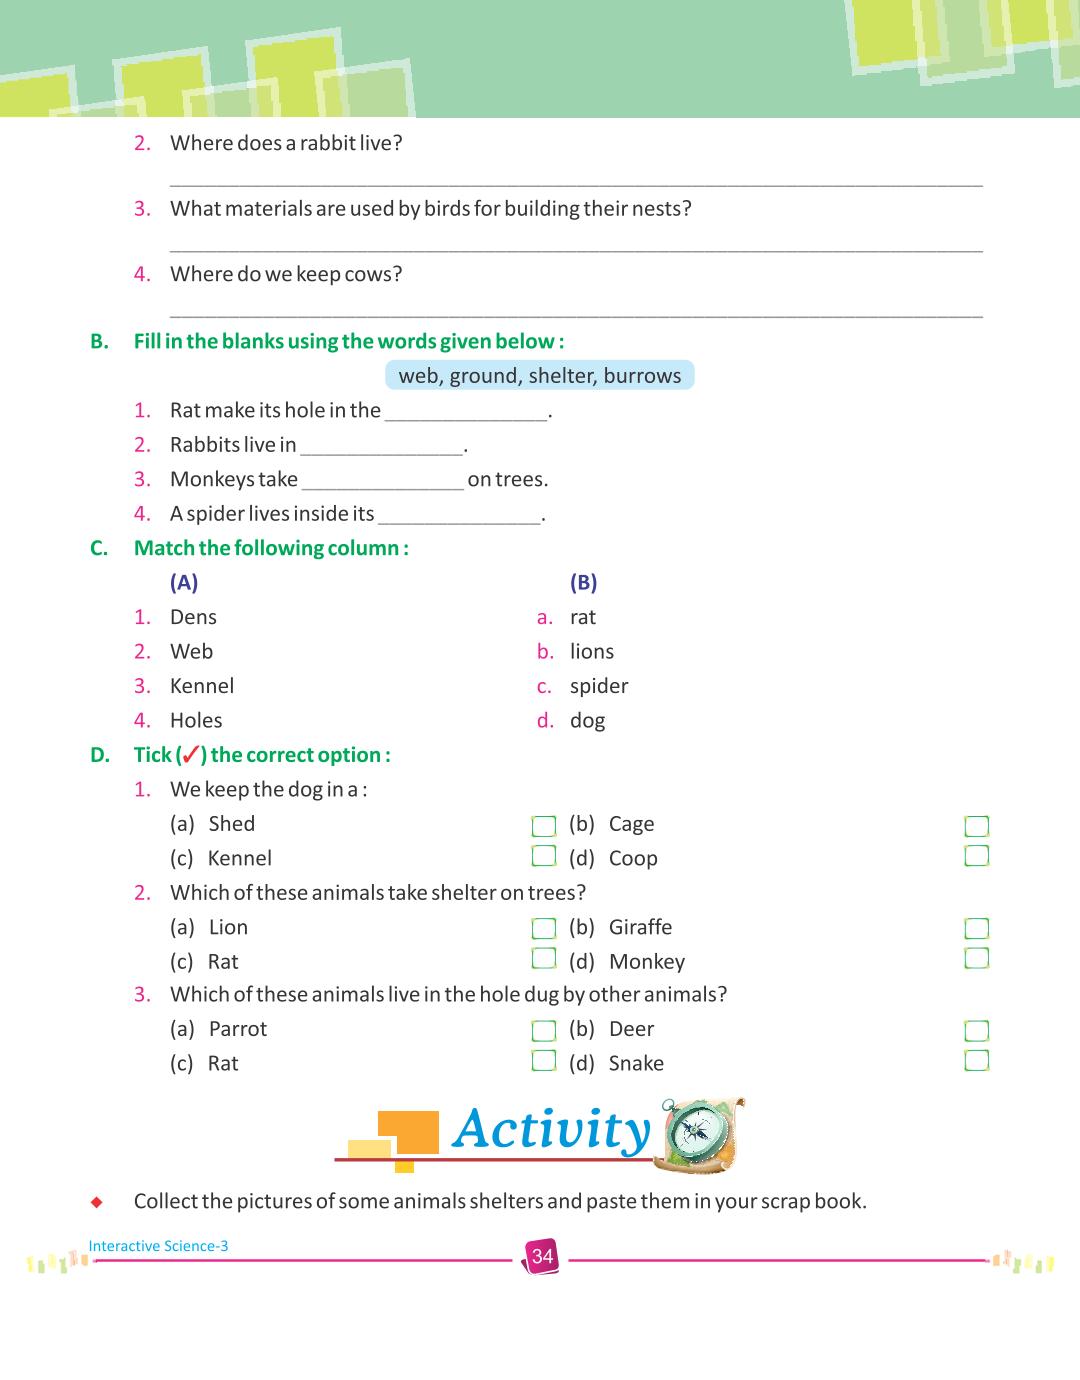 2. Where does a rabbit live?
3. What materials are used by birds for building their nests?
4. Where do we keep cows?
B. Fill in the blanks using the words given below :
web, ground, shelter, burrows
1. Rat make its hole in the ______________.
2. Rabbits live in ______________.
3. Monkeys take ______________ on trees.
4. A spider lives inside its ______________.
C. Match the following column :
(A) (B)
1. Dens a. rat
2. Web b. lions
3. Kennel c. spider
4. Holes d. dog
D. Tick (✓) the correct option :
1. We keep the dog in a :
(a) Shed (b) Cage
(c) Kennel (d) Coop
2. Which of these animals take shelter on trees?
(a) Lion (b) Giraffe
(c) Rat (d) Monkey
3. Which of these animals live in the hole dug by other animals?
(a) Parrot (b) Deer
(c) Rat (d) Snake
Activity
Collect the pictures of some animals shelters and paste them in your scrap book.
Interactive Science-3
34